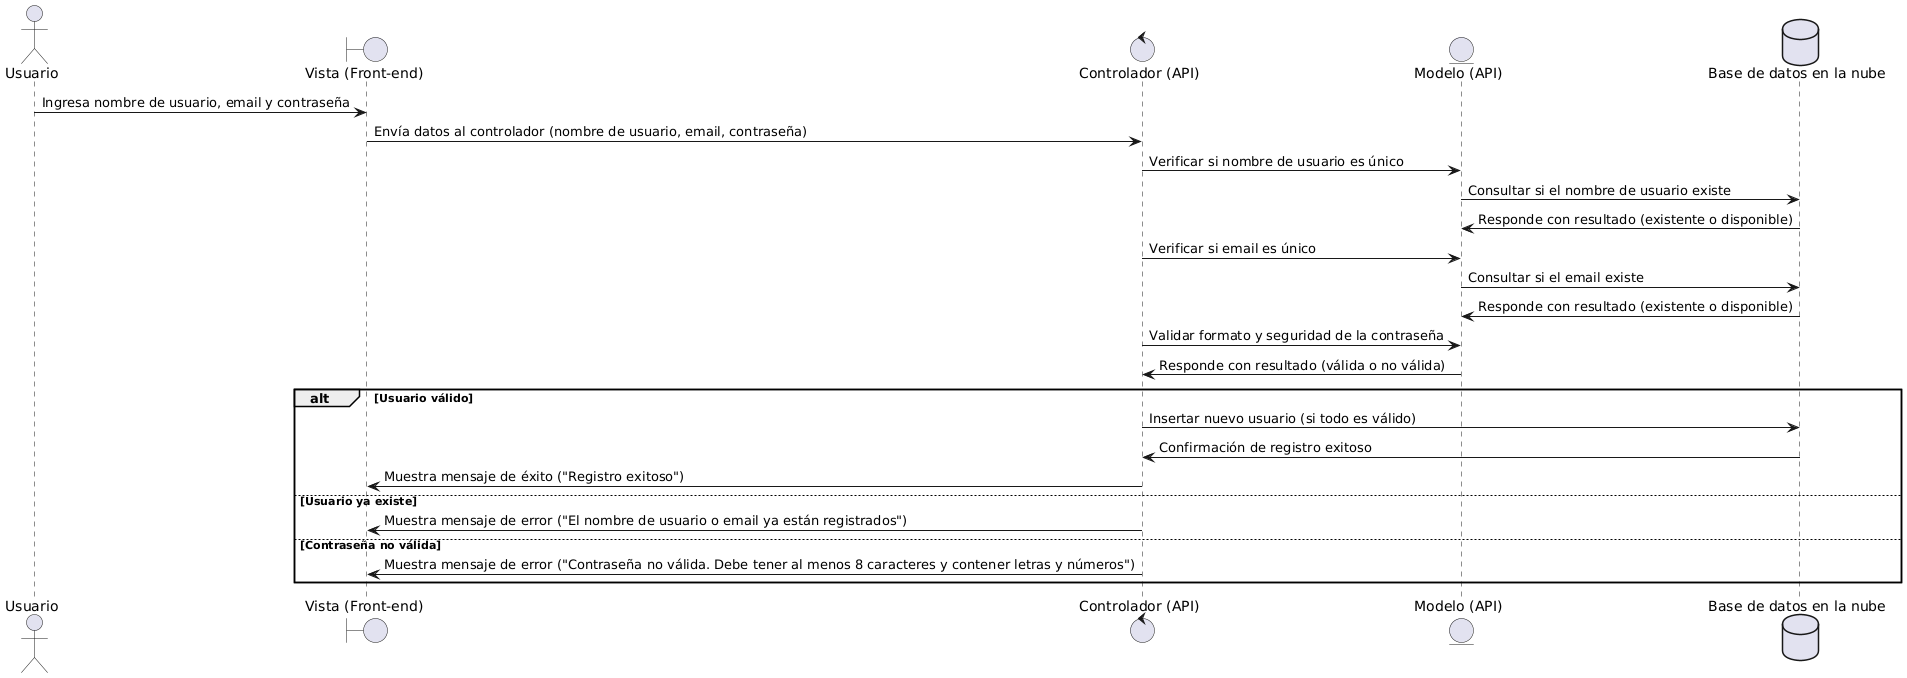 Usuario
Vista (Front-end)
Controlador (API)
Modelo (API)
Base de datos en la nube
Ingresa nombre de usuario, email y contraseña
Envía datos al controlador (nombre de usuario, email, contraseña)
Verificar si nombre de usuario es único
Consultar si el nombre de usuario existe
Responde con resultado (existente o disponible)
Verificar si email es único
Consultar si el email existe
Responde con resultado (existente o disponible)
Validar formato y seguridad de la contraseña
Responde con resultado (válida o no válida)
alt
[Usuario válido]
Insertar nuevo usuario (si todo es válido)
Confirmación de registro exitoso
Muestra mensaje de éxito ("Registro exitoso")
[Usuario ya existe]
Muestra mensaje de error ("El nombre de usuario o email ya están registrados")
[Contraseña no válida]
Muestra mensaje de error ("Contraseña no válida. Debe tener al menos 8 caracteres y contener letras y números")
Usuario
Vista (Front-end)
Controlador (API)
Modelo (API)
Base de datos en la nube